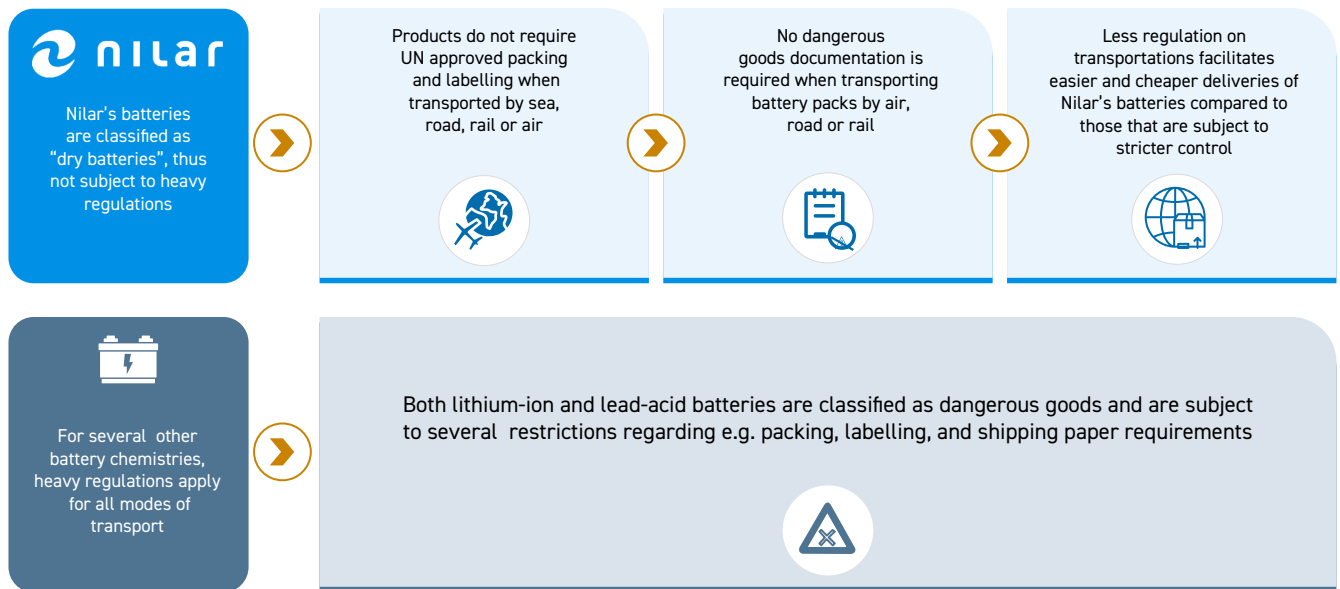 nilar
Nilar's batteries
are classified as
“dry batteries”, thus
not subject to heavy
regulations
Products do not require
UN approved packing
and labelling when
transported by sea,
road, rail or air
No dangerous
goods documentation is
required when transporting
battery packs by air,
road or rail
Less regulation on
transportations facilitates
easier and cheaper deliveries of
Nilar's batteries compared to
those that are subject to
stricter control
For several other
battery chemistries,
heavy regulations apply
for all modes of
transport
Both lithium-ion and lead-acid batteries are classified as dangerous goods and are subject
to several restrictions regarding e.g. packing, labelling, and shipping paper requirements